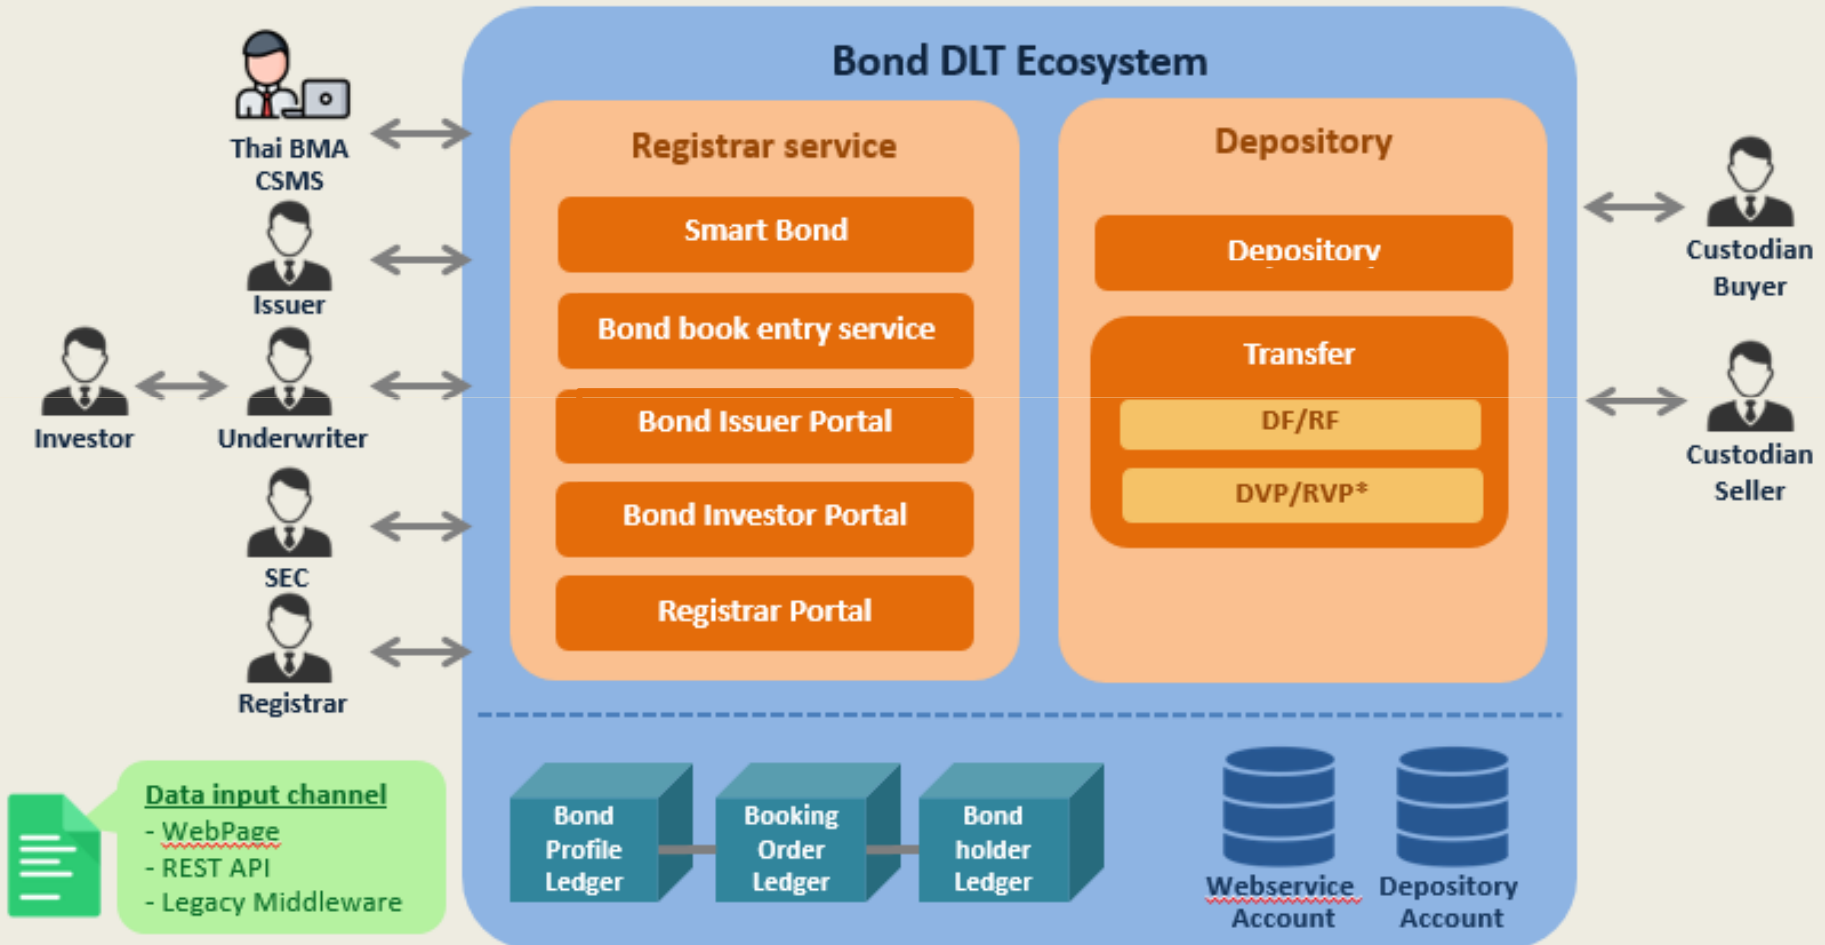 Bond DLT Ecosystem
Thai BMA
CSMS
Issuer
Investor
Underwriter
SEC
Registrar
Registrar service
Smart Bond
Bond book entry service
Bond Issuer Portal
Bond Investor Portal
Registrar Portal
Depository
Depository
Transfer
DF/RF
DVP/RVP*
Custodian
Buyer
Custodian
Seller
Data input channel
- WebPage
- REST API
- Legacy Middleware
Bond
Profile
Ledger
Booking
Order
Ledger
Bond
holder
Ledger
Webservice
Account
Depository
Account